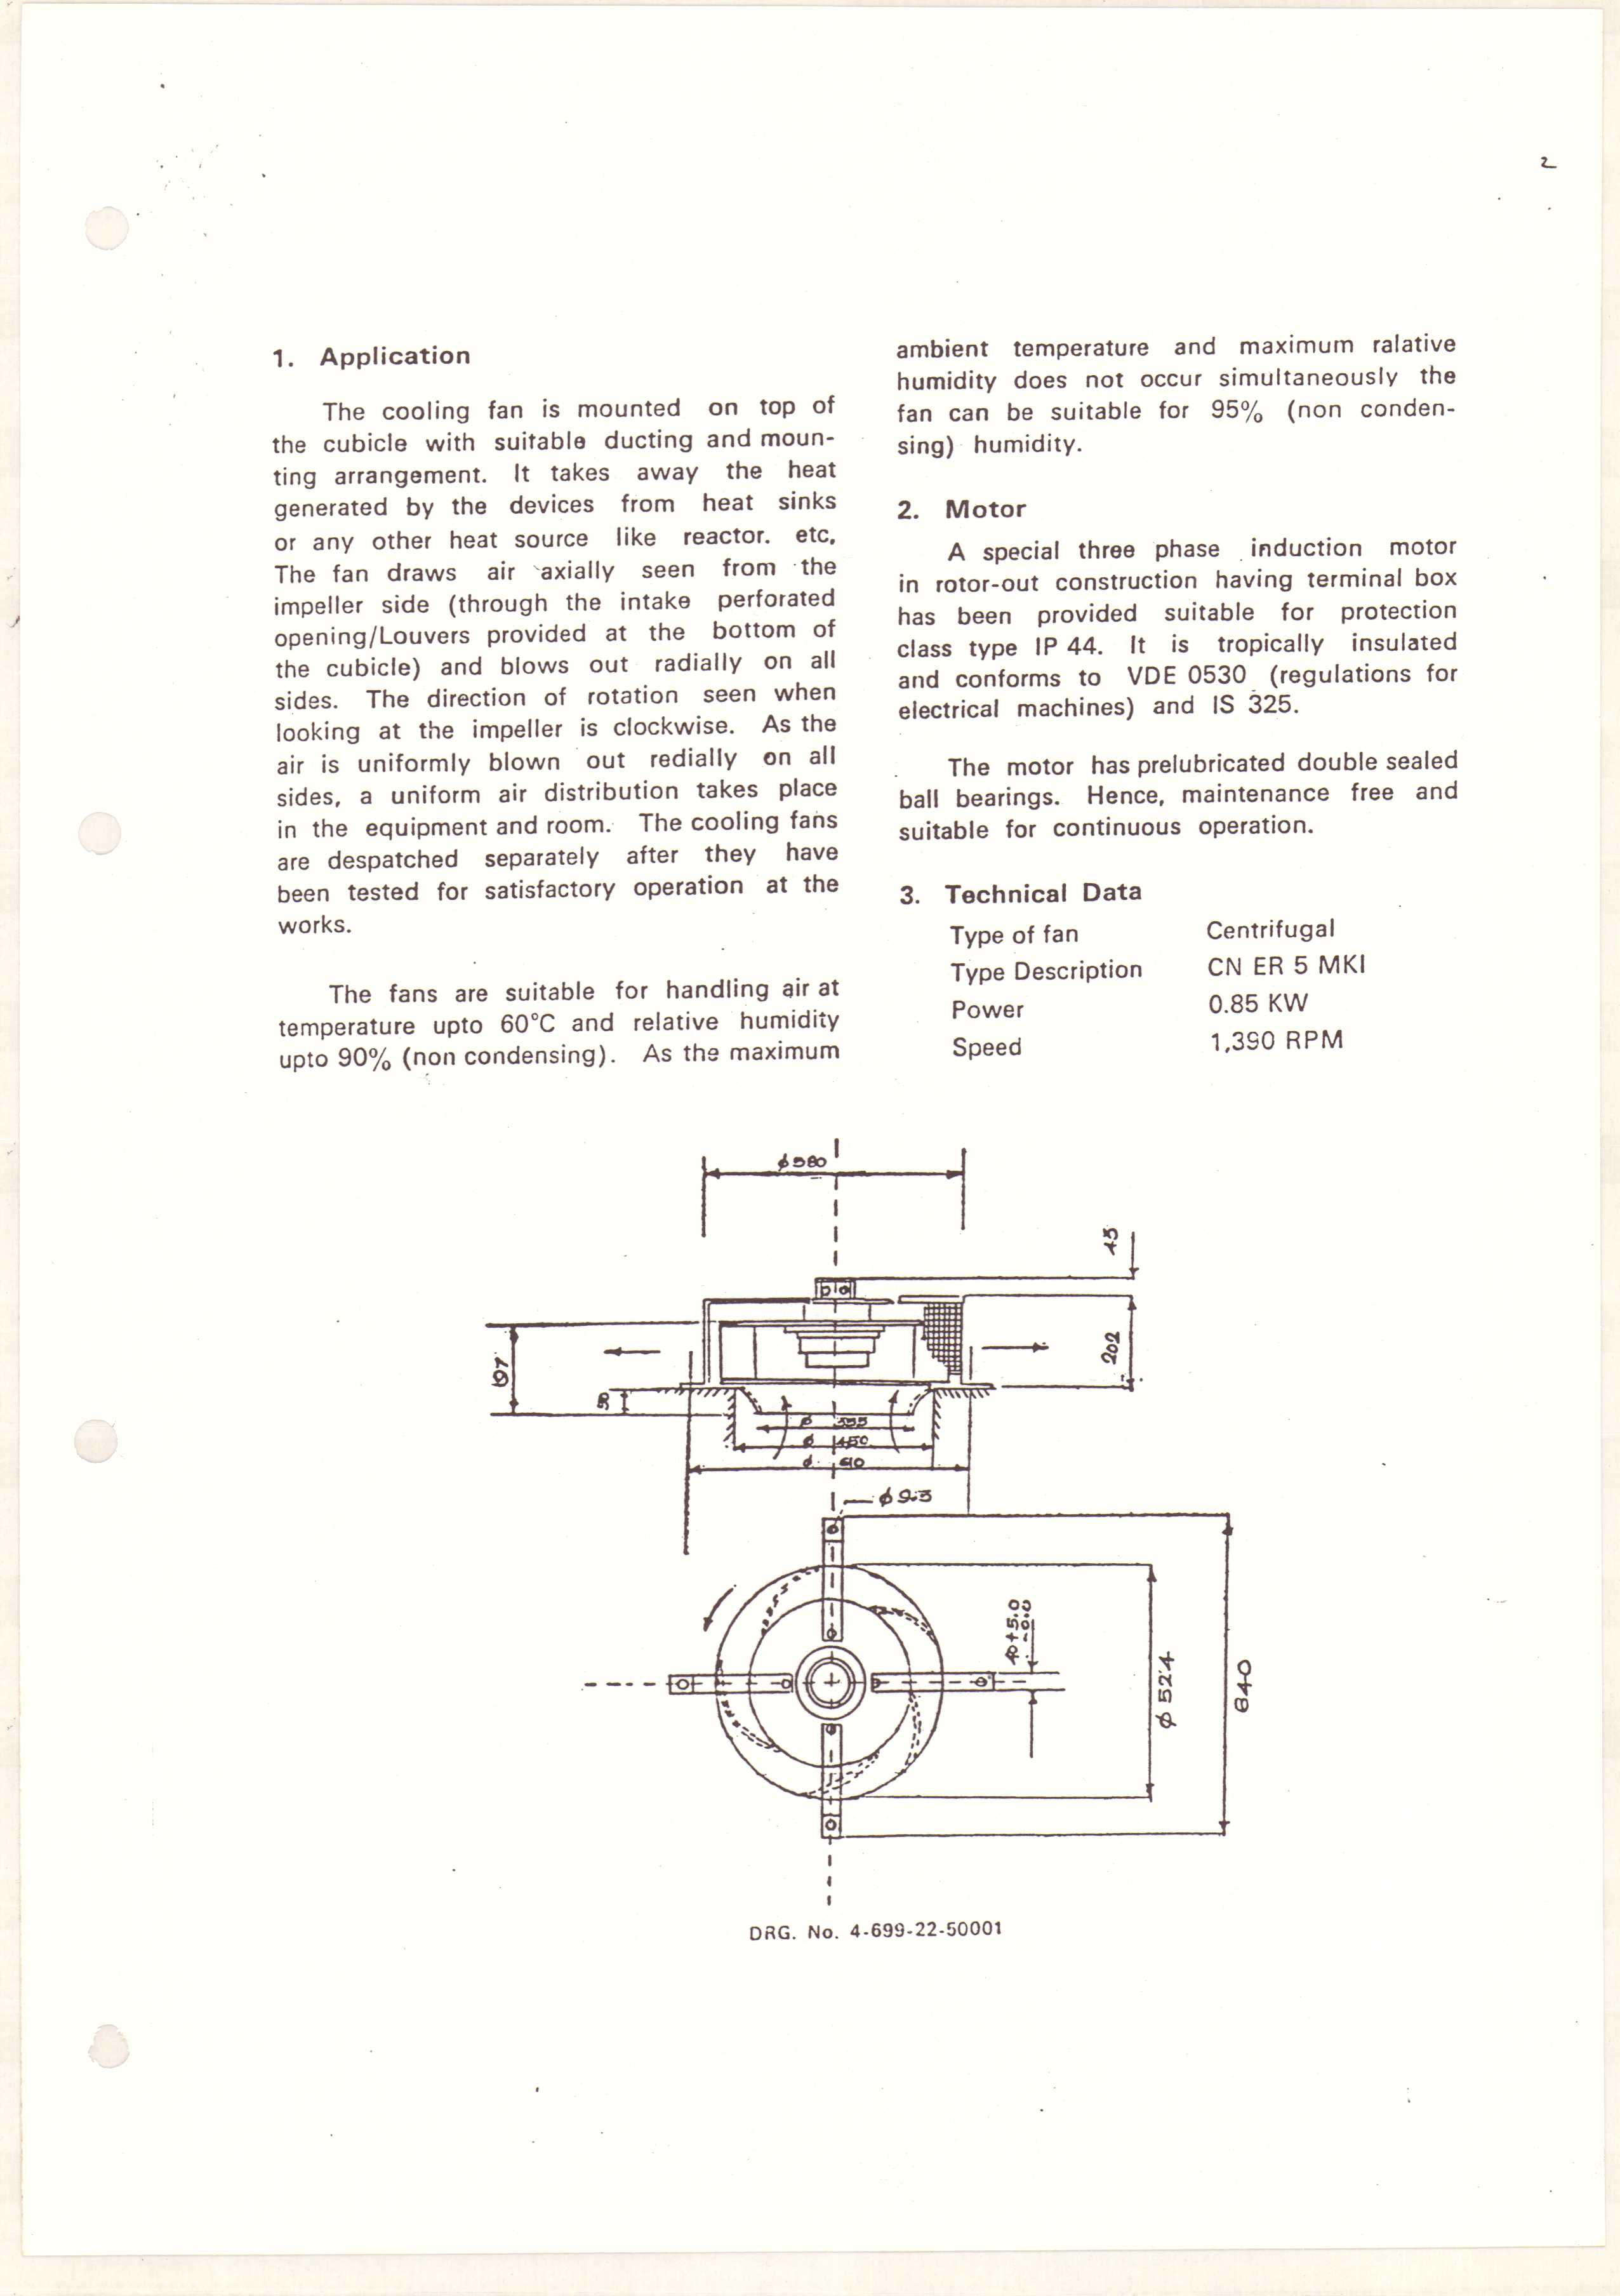 2
1. Application
The cooling fan is mounted on top of
the cubicle with suitable ducting and moun-
ting arrangement. It takes away the heat
generated by the devices from heat sinks
or any other heat source like reactor. etc,
The fan draws air axially seen from the
impeller side (through the intake perforated
opening/Louvers provided at the bottom of
the cubicle) and blows out radially on all
sides. The direction of rotation seen when
looking at the impeller is clockwise. As the
air is uniformly blown out redially on all
sides, a uniform air distribution takes place
in the equipment and room. The cooling fans
are despatched separately after they have
been tested for satisfactory operation at the
works.
The fans are suitable for handling air at
temperature upto 60°C and relative humidity
upto 90% (non condensing). As the maximum
ambient temperature and maximum ralative
humidity does not occur simultaneously the
fan can be suitable for 95% (non conden-
sing) humidity.
2. Motor
A special three phase induction motor
in rotor-out construction having terminal box
has been provided suitable for protection
class type IP 44. It is tropically insulated
and conforms to VDE 0530 (regulations for
electrical machines) and IS 325.
The motor has prelubricated double sealed
ball bearings. Hence, maintenance free and
suitable for continuous operation.
3. Technical Data
Type of fan Centrifugal
Type Description CN ER 5 MKI
Power 0.85 KW
Speed 1,390 RPM
ϕ 580
45
202
197
ϕ 355
ϕ 450
ϕ 610
ϕ 9.3
40 +5.0
-0.0
ϕ 524
840
DRG. No. 4-699-22-50001